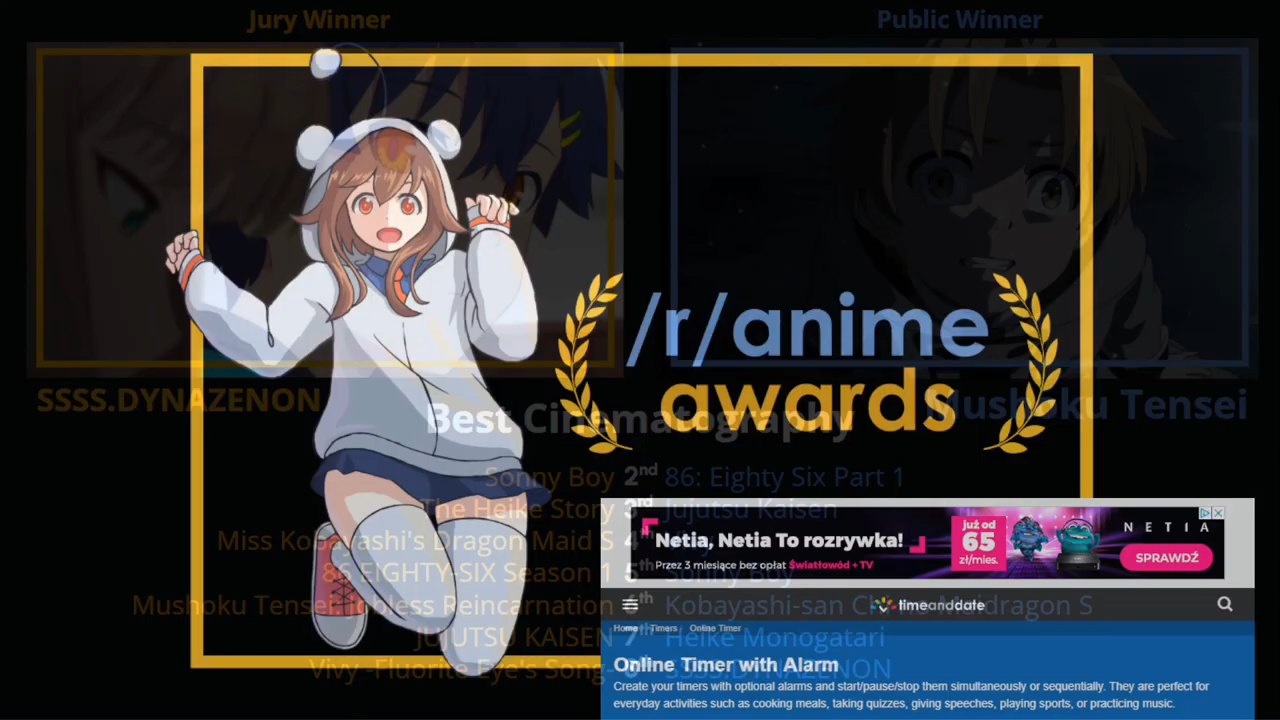 Jury Winner
Public Winner
/r/anime
awards
SSSS.DYNAZENON
Mushoku Tensei
Best Cinematography
Sonny Boy 2nd 86: Eighty Six Part 1
The Heike Story 3rd Jujutsu Kaisen
Miss Kobayashi's Dragon Maid S 4th
86 EIGHTY-SIX Season 1 5th Sonny Boy
Mushoku Tensei: Jobless Reincarnation 6th Kobayashi-san Chi no Maidragon S
JUJUTSU KAISEN 7th Heike Monogatari
Vivy -Fluorite Eye's Song- 8th SSSS.DYNAZENON
Netia, Netia To rozrywka!
Przez 3 miesiące bez opłat Światłowód + TV
już od
65
zł/mies.
NETIA
SPRAWDŹ
timeanddate
Home Timers Online Timer
Online Timer with Alarm
Create your timers with optional alarms and start/pause/stop them simultaneously or sequentially. They are perfect for
everyday activities such as cooking meals, taking quizzes, giving speeches, playing sports, or practicing music.